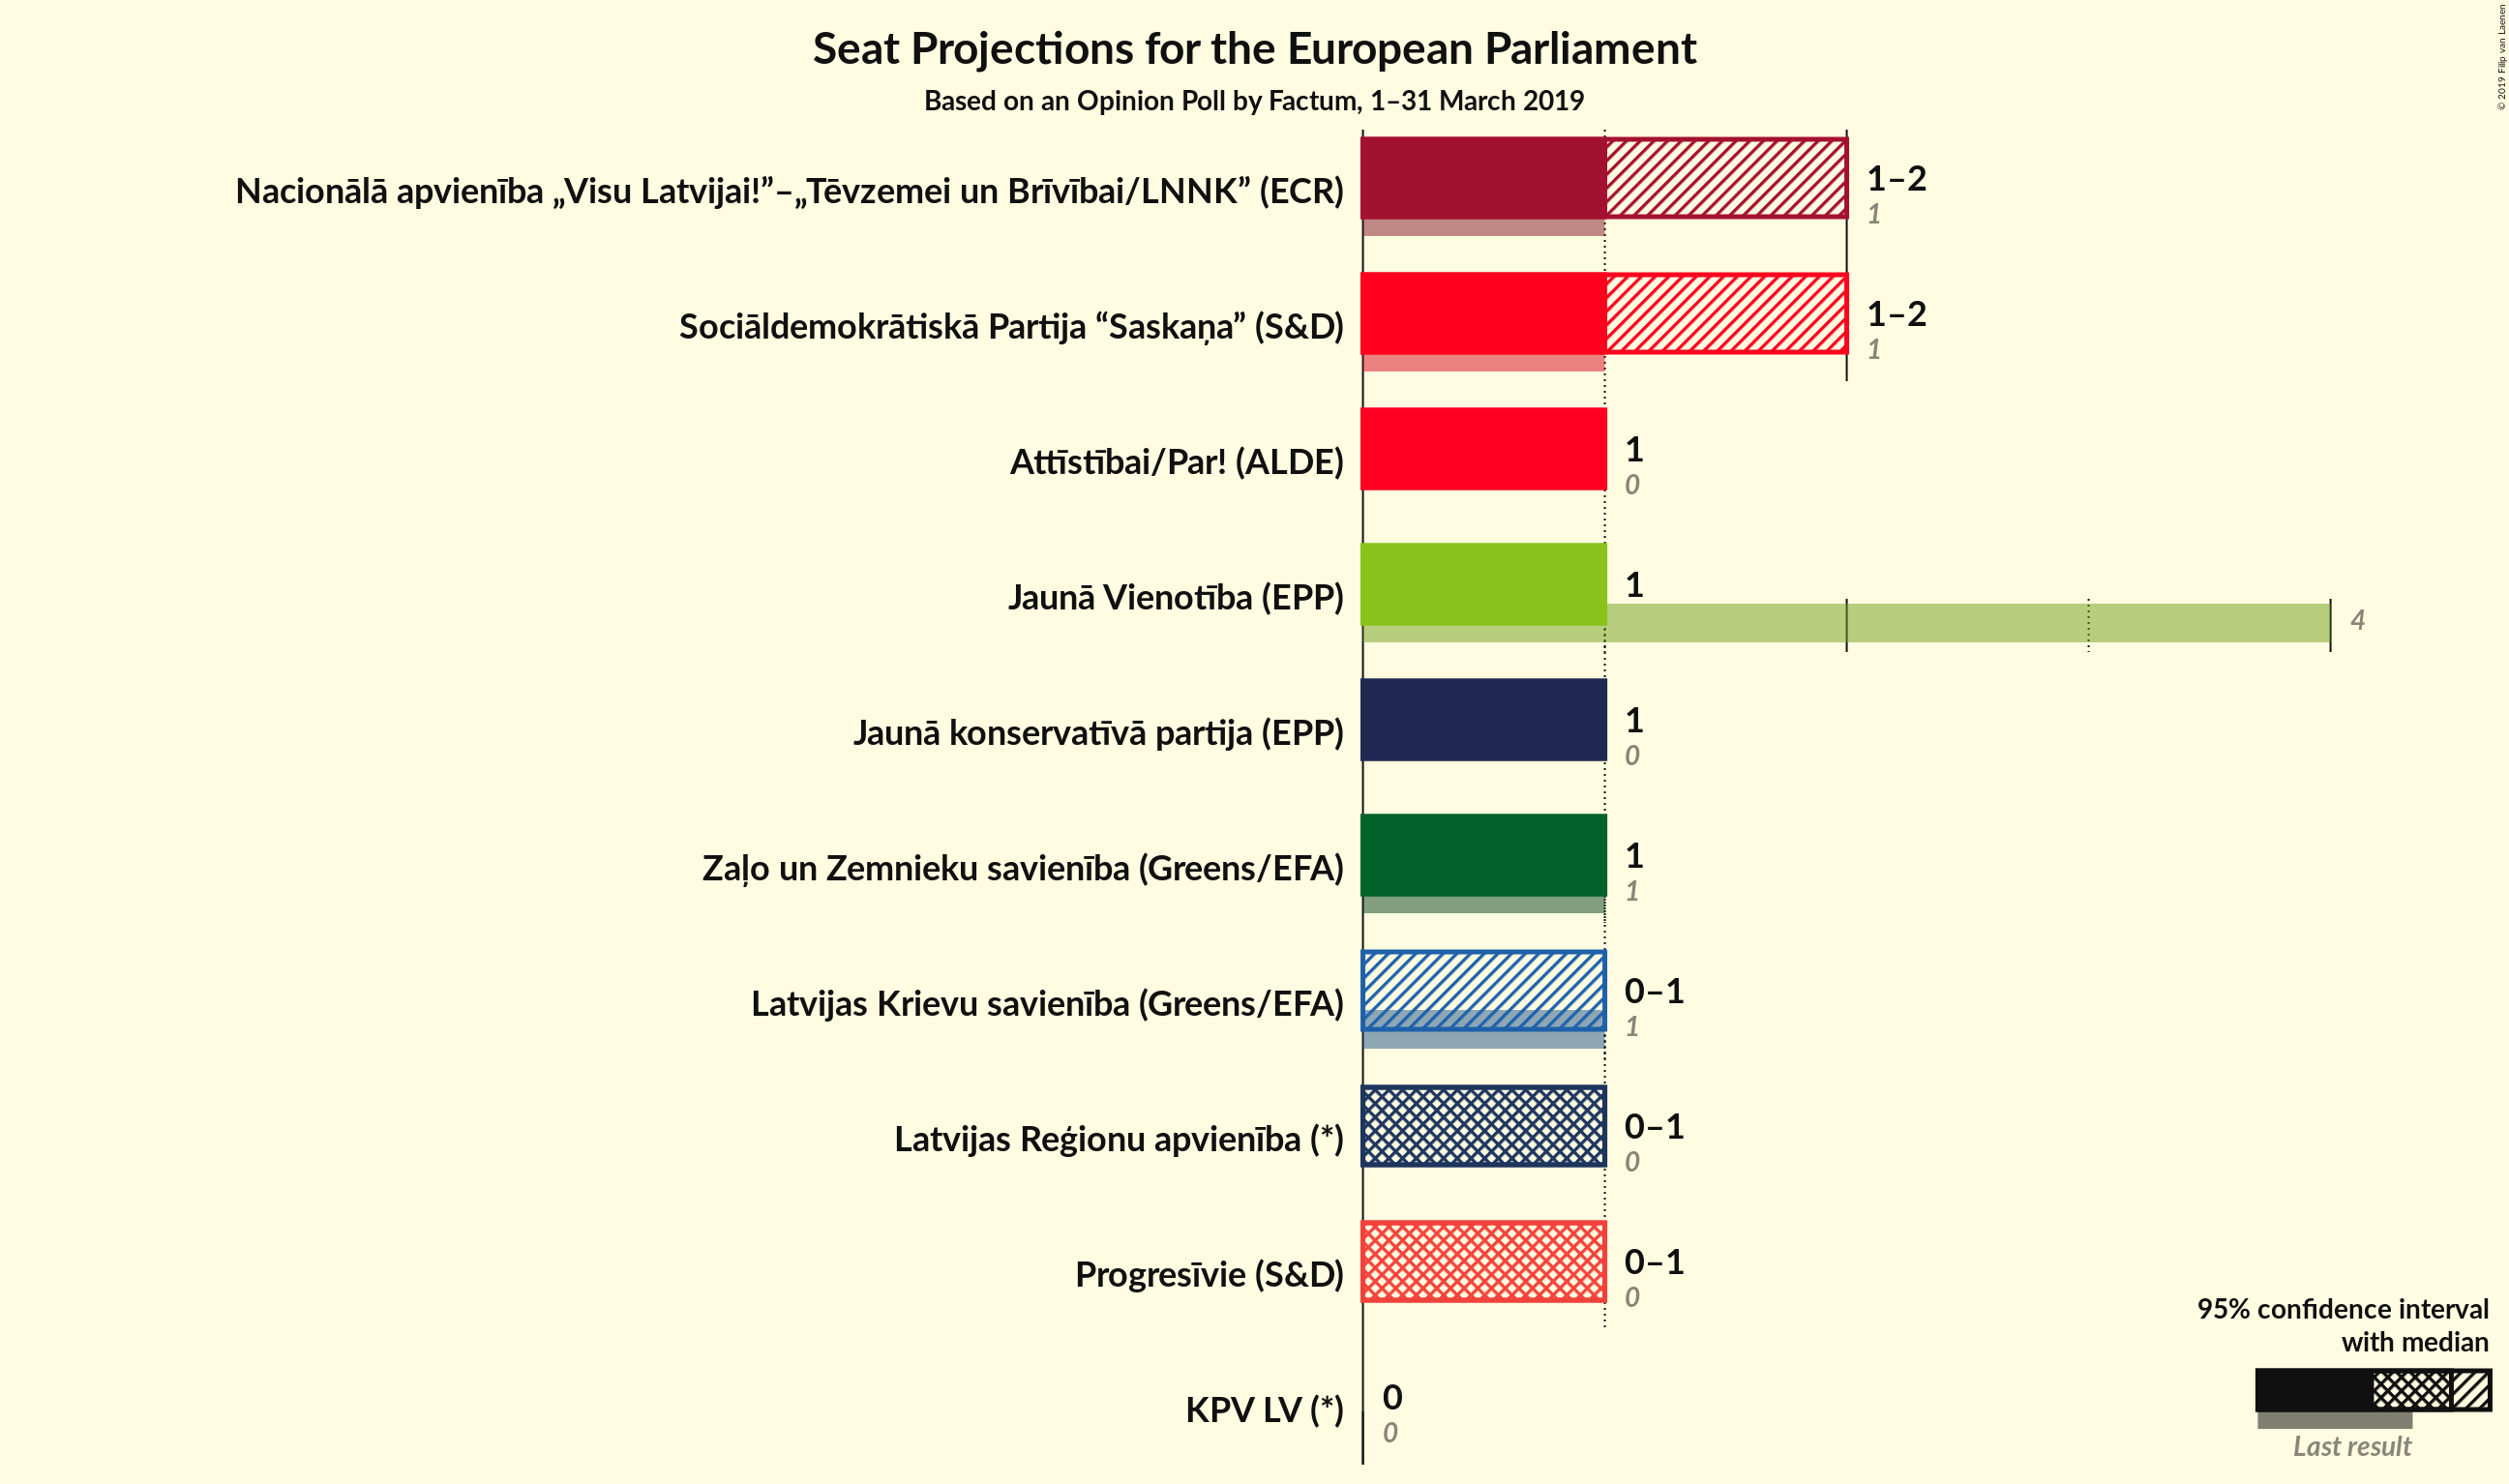 Seat Projections for the European Parliament
Based on an Opinion Poll by Factum, 1–31 March 2019
© 2019 Filip van Laenen
Nacionālā apvienība „Visu Latvijai!”–„Tēvzemei un Brīvībai/LNNK” (ECR)
1–2
1
Sociāldemokrātiskā Partija “Saskaņa” (S&D)
1–2
1
Attīstībai/Par! (ALDE)
1
0
Jaunā Vienotība (EPP)
1
4
Jaunā konservatīvā partija (EPP)
1
0
Zaļo un Zemnieku savienība (Greens/EFA)
1
1
Latvijas Krievu savienība (Greens/EFA)
0–1
1
Latvijas Reģionu apvienība (*)
0–1
0
Progresīvie (S&D)
0–1
0
KPV LV (*)
0
0
95% confidence interval
with median
Last result